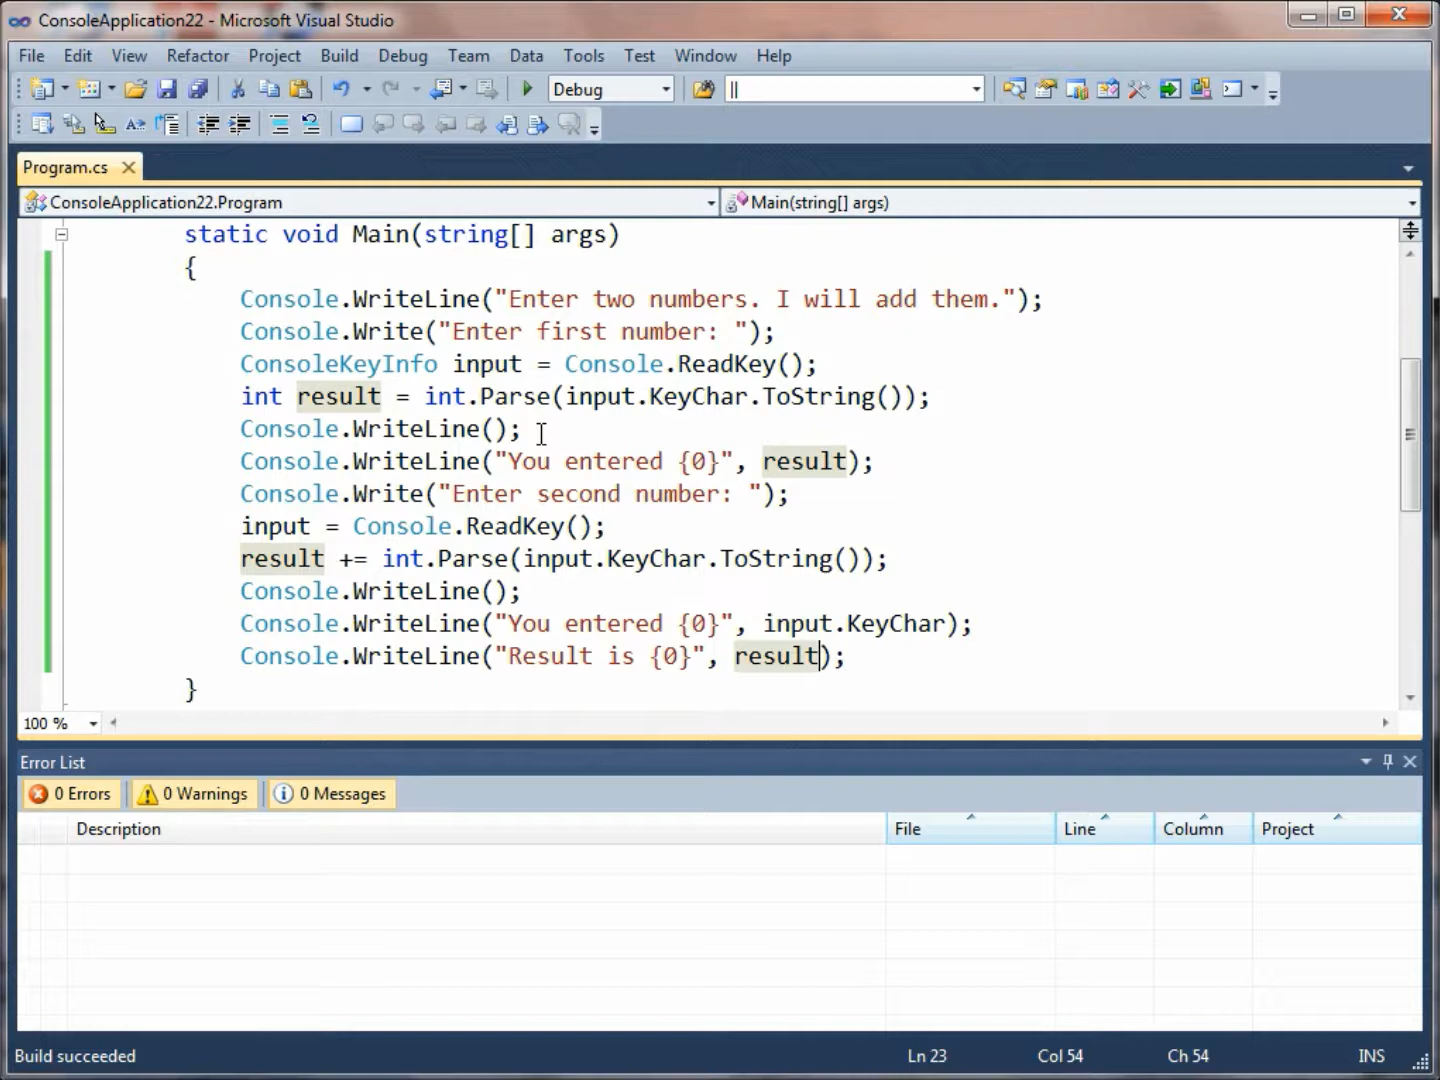 ConsoleApplication22 - Microsoft Visual Studio
File Edit View Refactor Project Build Debug Team Data Tools Test Window Help
Debug ||
Program.cs
ConsoleApplication22.Program Main(string[] args)
static void Main(string[] args)
{
Console.WriteLine("Enter two numbers. I will add them.");
Console.Write("Enter first number: ");
ConsoleKeyInfo input = Console.ReadKey();
int result = int.Parse(input.KeyChar.ToString());
Console.WriteLine();
Console.WriteLine("You entered {0}", result);
Console.Write("Enter second number: ");
input = Console.ReadKey();
result += int.Parse(input.KeyChar.ToString());
Console.WriteLine();
Console.WriteLine("You entered {0}", input.KeyChar);
Console.WriteLine("Result is {0}", result);
}
100 %
Error List
0 Errors 0 Warnings 0 Messages
Description File Line Column Project
Build succeeded Ln 23 Col 54 Ch 54 INS